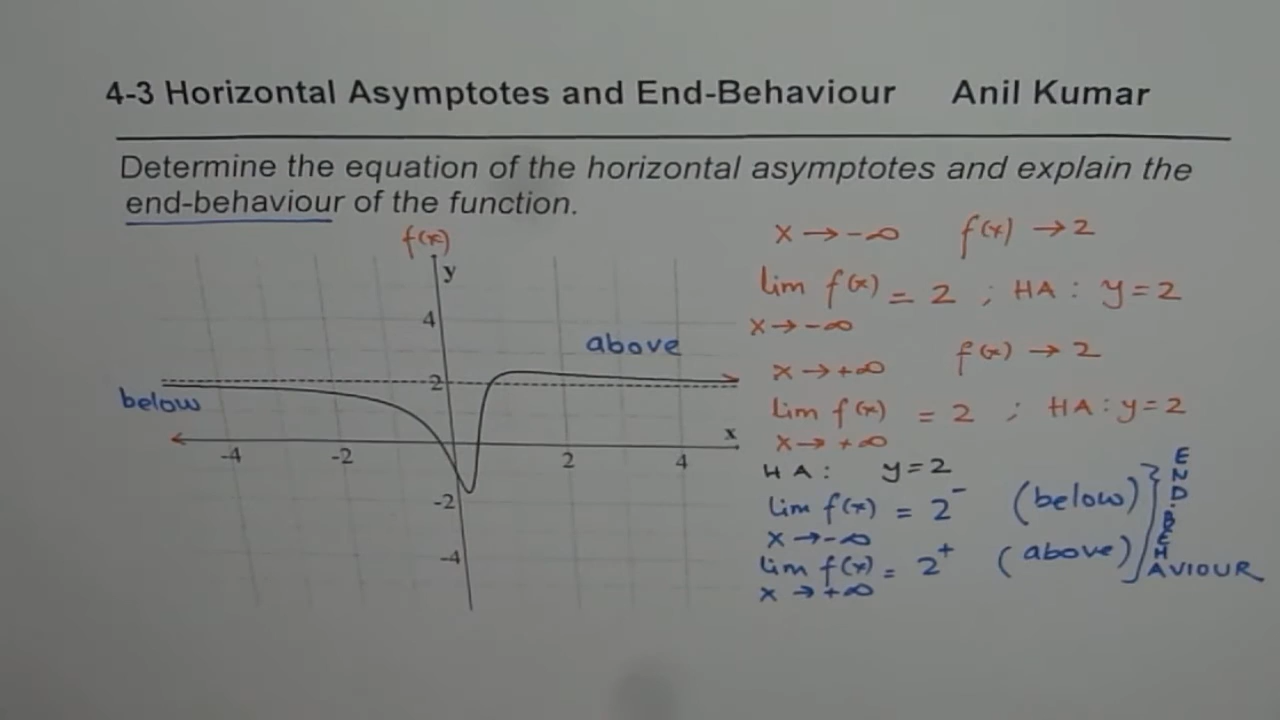 4-3 Horizontal Asymptotes and End-Behaviour Anil Kumar
Determine the equation of the horizontal asymptotes and explain the
end-behaviour of the function.
f(x)
y
4
2
-2
-4
-4 -2 2 4
x
above
below
x → -∞ f(x) → 2
lim f(x) = 2 ; HA : y = 2
x → -∞
x → +∞ f(x) → 2
lim f(x) = 2 ; HA : y = 2
x → +∞
HA : y = 2
lim f(x) = 2⁻ (below)
x → -∞
lim f(x) = 2⁺ (above)
x → +∞
END-BEHAVIOUR